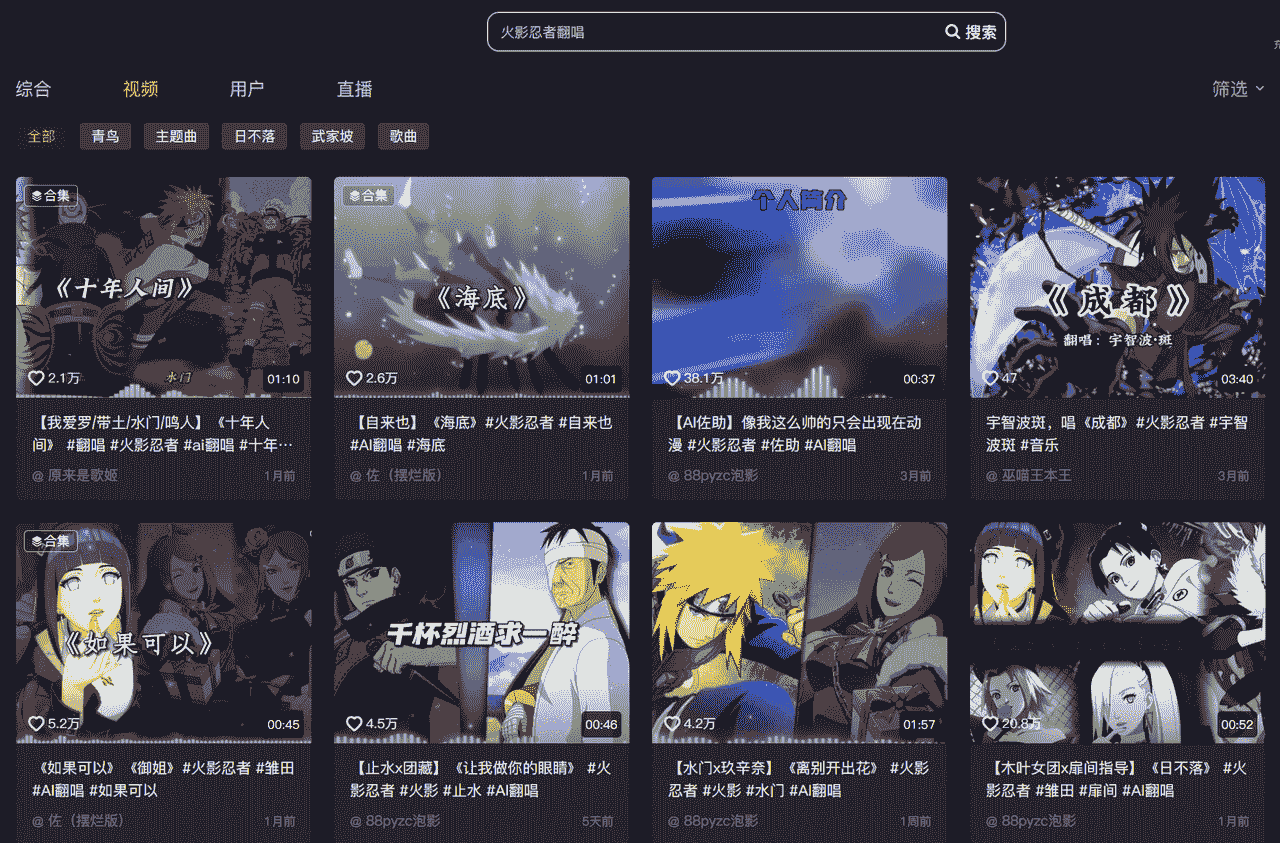 火影忍者翻唱
搜索
综合 视频 用户 直播 筛选
全部 青鸟 主题曲 日不落 武家坡 歌曲
合集
《十年人间》
水门
2.1万 01:10
【我爱罗/带土/水门/鸣人】《十年人
间》 #翻唱 #火影忍者 #ai翻唱 #十年…
@ 原来是歌姬 1月前
合集
《海底》
2.6万 01:01
【自来也】《海底》#火影忍者 #自来也
#AI翻唱 #海底
@ 佐（摆烂版） 1月前
个人简介
38.1万 00:37
【AI佐助】像我这么帅的只会出现在动
漫 #火影忍者 #佐助 #AI翻唱
@ 88pyzc泡影 3月前
《成都》
翻唱：宇智波·斑
47 03:40
宇智波斑，唱《成都》#火影忍者 #宇智
波斑 #音乐
@ 巫喵王本王 3月前
合集
《如果可以》
5.2万 00:45
《如果可以》《御姐》#火影忍者 #雏田
#AI翻唱 #如果可以
@ 佐（摆烂版） 1月前
千杯烈酒求一醉
4.5万 00:46
【止水x团藏】《让我做你的眼睛》 #火
影忍者 #火影 #止水 #AI翻唱
@ 88pyzc泡影 5天前
4.2万 01:57
【水门x玖辛奈】《离别开出花》 #火影
忍者 #火影 #水门 #AI翻唱
@ 88pyzc泡影 1周前
20.8万 00:52
【木叶女团x扉间指导】《日不落》 #火
影忍者 #雏田 #扉间 #AI翻唱
@ 88pyzc泡影 1月前